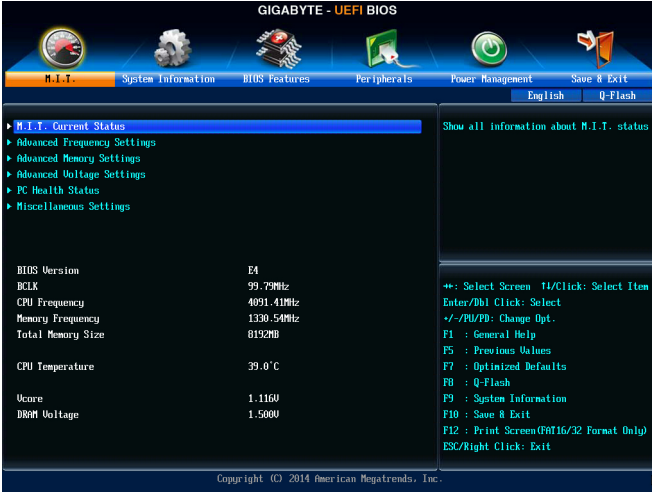 GIGABYTE - UEFI BIOS
M.I.T. System Information BIOS Features Peripherals Power Management Save & Exit
English Q-Flash
M.I.T. Current Status
Advanced Frequency Settings
Advanced Memory Settings
Advanced Voltage Settings
PC Health Status
Miscellaneous Settings
Show all information about M.I.T. status
BIOS Version E4
BCLK 99.79MHz
CPU Frequency 4091.41MHz
Memory Frequency 1330.54MHz
Total Memory Size 8192MB
CPU Temperature 39.0°C
Vcore 1.116V
DRAM Voltage 1.500V
→←: Select Screen ↑↓/Click: Select Item
Enter/Dbl Click: Select
+/-/PU/PD: Change Opt.
F1 : General Help
F5 : Previous Values
F7 : Optimized Defaults
F8 : Q-Flash
F9 : System Information
F10 : Save & Exit
F12 : Print Screen(FAT16/32 Format Only)
ESC/Right Click: Exit
Copyright (C) 2014 American Megatrends, Inc.